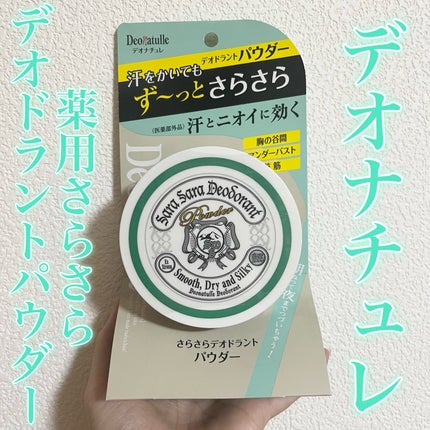 デオナチュレ
薬用さらさら
デオドラントパウダー
DeoNatulle
デオナチュレ
デオドラントパウダー
汗をかいても
ず〜っとさらさら
(医薬部外品)汗とニオイに効く
胸の谷間
アンダーバスト
Sara Sara Deodorant
Powder
Smooth, Dry and Silky
Deonatulle Deodorant
さらさらデオドラント
パウダー